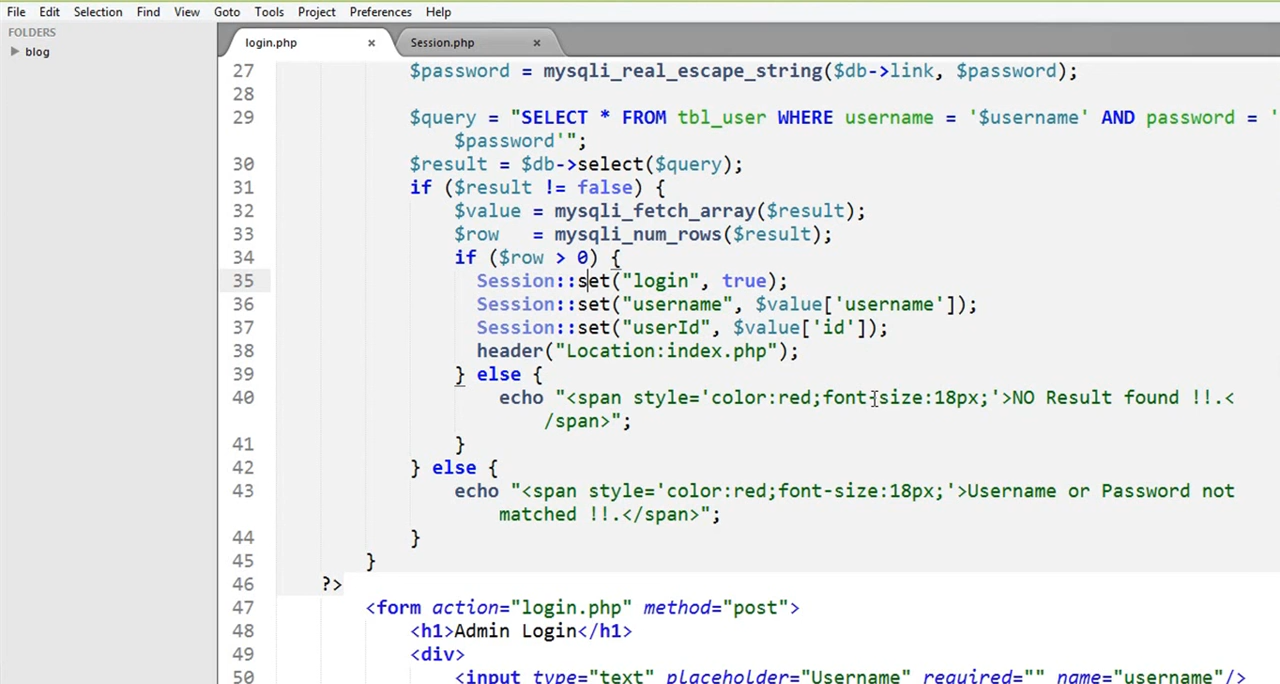 File Edit Selection Find View Goto Tools Project Preferences Help
FOLDERS
blog
login.php × Session.php ×
27 $password = mysqli_real_escape_string($db->link, $password);
28
29 $query = "SELECT * FROM tbl_user WHERE username = '$username' AND password = '
$password'";
30 $result = $db->select($query);
31 if ($result != false) {
32 $value = mysqli_fetch_array($result);
33 $row = mysqli_num_rows($result);
34 if ($row > 0) {
35 Session::set("login", true);
36 Session::set("username", $value['username']);
37 Session::set("userId", $value['id']);
38 header("Location:index.php");
39 } else {
40 echo "<span style='color:red;font-size:18px;'>NO Result found !!.<
/span>";
41 }
42 } else {
43 echo "<span style='color:red;font-size:18px;'>Username or Password not
matched !!.</span>";
44 }
45 }
46 ?>
47 <form action="login.php" method="post">
48 <h1>Admin Login</h1>
49 <div>
50 <input type="text" placeholder="Username" required="" name="username"/>